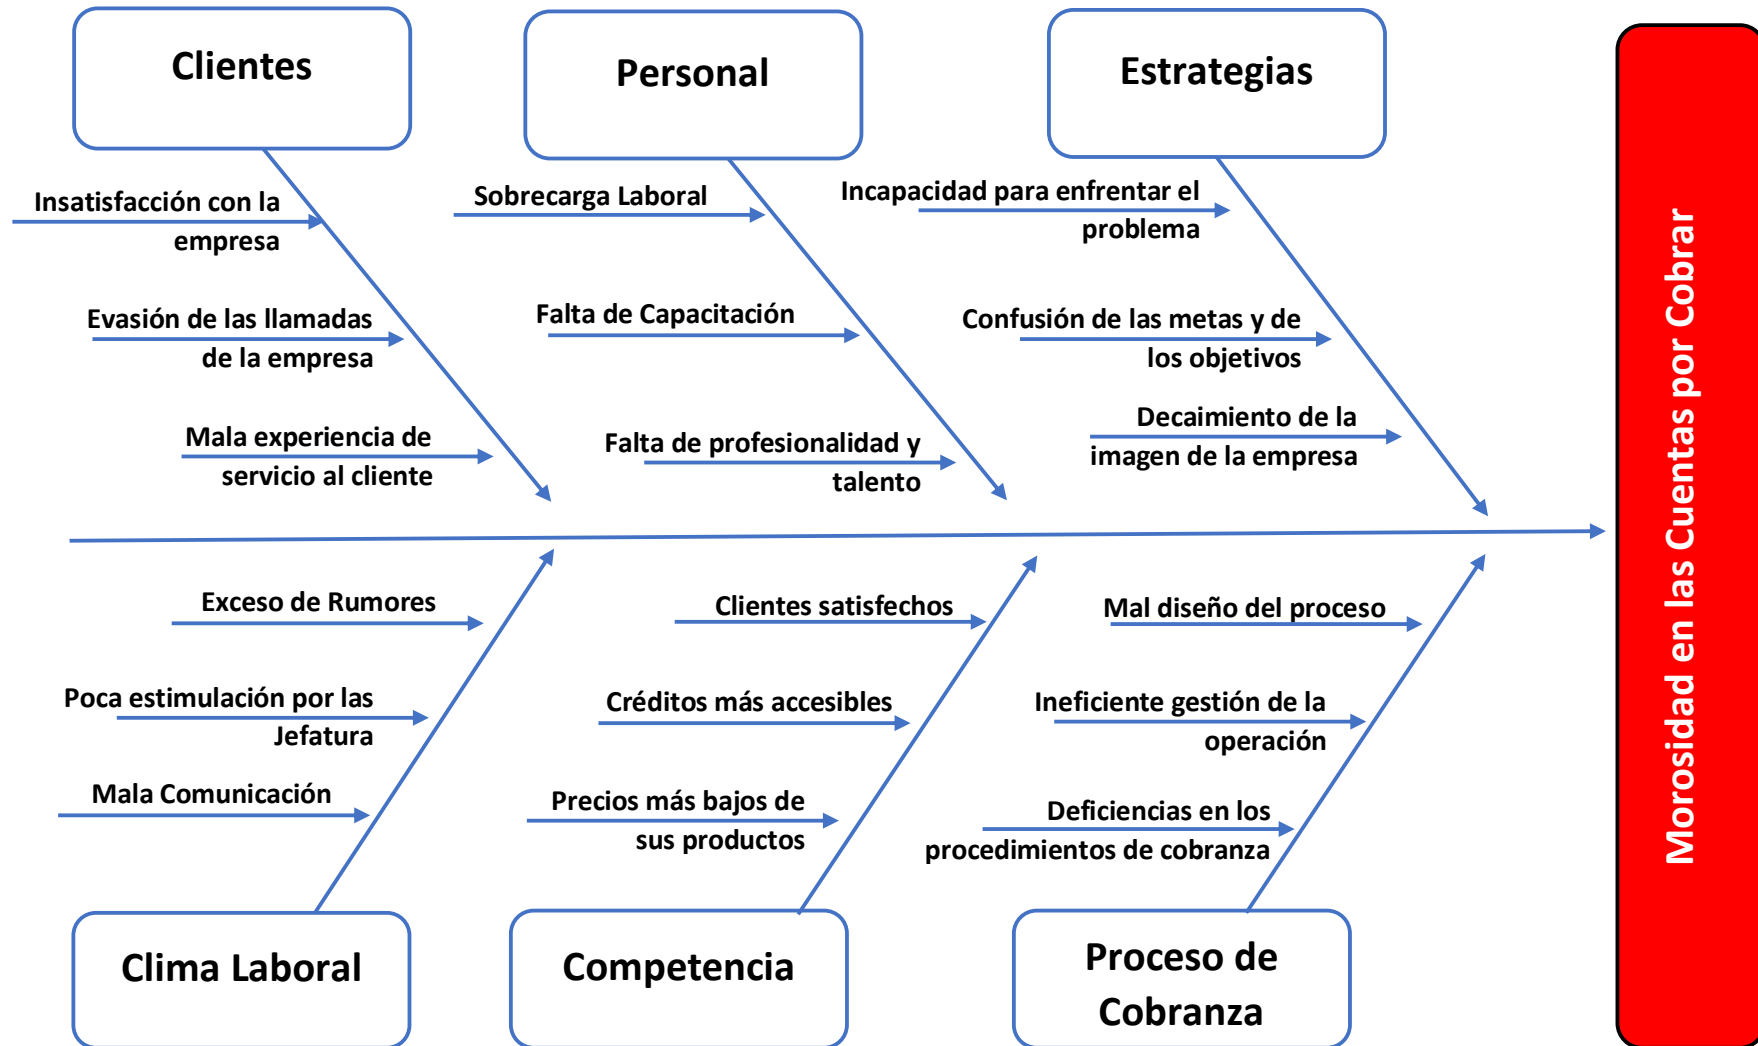 Clientes
Personal
Estrategias
Insatisfacción con la
empresa
Sobrecarga Laboral
Incapacidad para enfrentar el
problema
Evasión de las llamadas
de la empresa
Falta de Capacitación
Confusión de las metas y de
los objetivos
Mala experiencia de
servicio al cliente
Falta de profesionalidad y
talento
Decaimiento de la
imagen de la empresa
Morosidad en las Cuentas por Cobrar
Exceso de Rumores
Clientes satisfechos
Mal diseño del proceso
Poca estimulación por las
Jefatura
Créditos más accesibles
Ineficiente gestión de la
operación
Mala Comunicación
Precios más bajos de
sus productos
Deficiencias en los
procedimientos de cobranza
Clima Laboral
Competencia
Proceso de
Cobranza